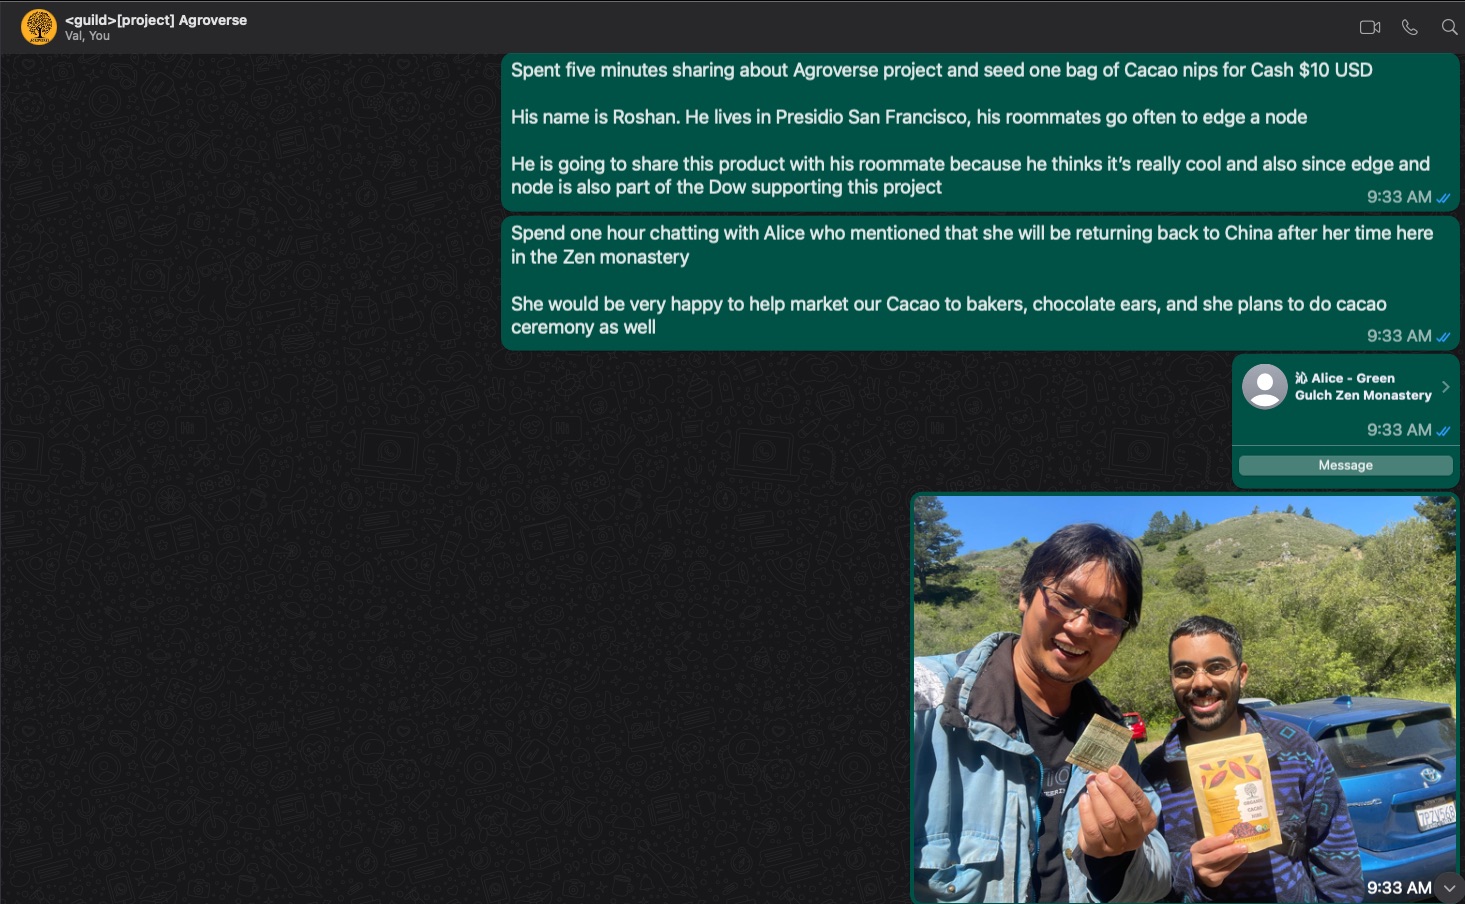 <guild>[project] Agroverse
Val, You
Spent five minutes sharing about Agroverse project and seed one bag of Cacao nips for Cash $10 USD
His name is Roshan. He lives in Presidio San Francisco, his roommates go often to edge a node
He is going to share this product with his roommate because he thinks it’s really cool and also since edge and
node is also part of the Dow supporting this project
9:33 AM
Spend one hour chatting with Alice who mentioned that she will be returning back to China after her time here
in the Zen monastery
She would be very happy to help market our Cacao to bakers, chocolate ears, and she plans to do cacao
ceremony as well
9:33 AM
沁 Alice - Green
Gulch Zen Monastery
9:33 AM
Message
ORGANIC
CACAO
9:33 AM